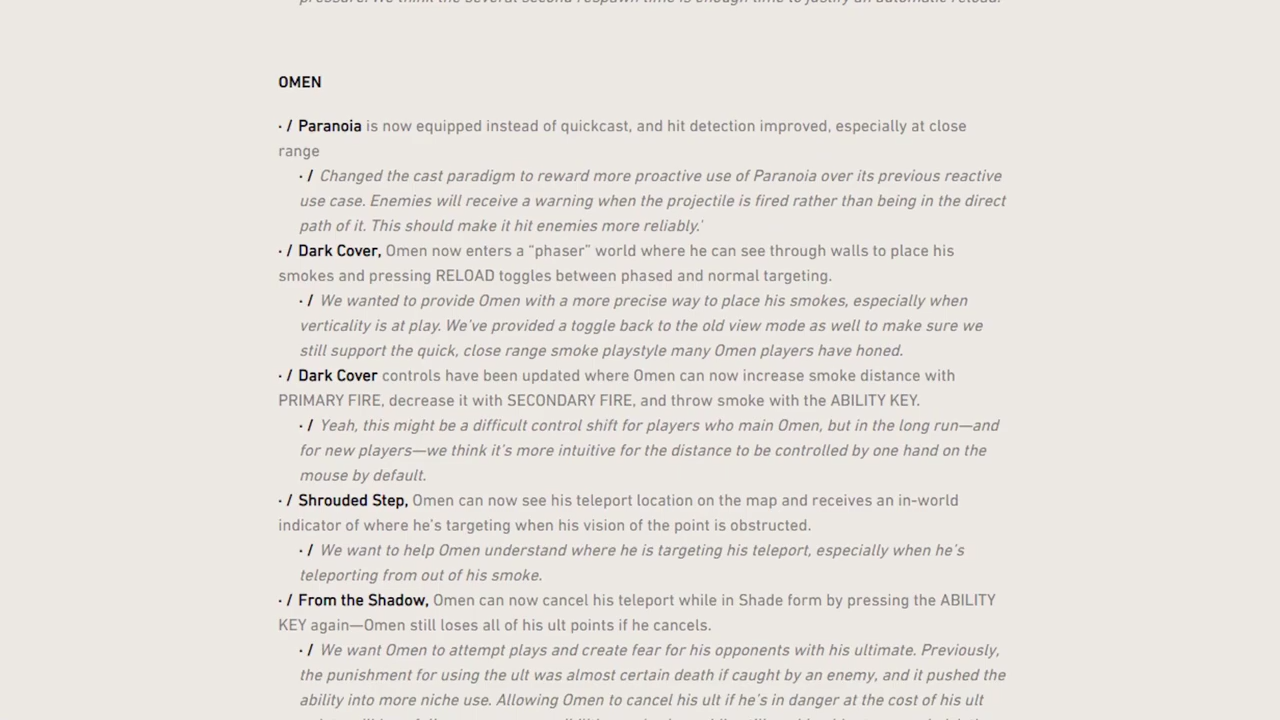 pressure. We think the several second respawn time is enough time to justify an automatic reload.
OMEN
· / Paranoia is now equipped instead of quickcast, and hit detection improved, especially at close
range
· / Changed the cast paradigm to reward more proactive use of Paranoia over its previous reactive
use case. Enemies will receive a warning when the projectile is fired rather than being in the direct
path of it. This should make it hit enemies more reliably.'
· / Dark Cover, Omen now enters a “phaser” world where he can see through walls to place his
smokes and pressing RELOAD toggles between phased and normal targeting.
· / We wanted to provide Omen with a more precise way to place his smokes, especially when
verticality is at play. We’ve provided a toggle back to the old view mode as well to make sure we
still support the quick, close range smoke playstyle many Omen players have honed.
· / Dark Cover controls have been updated where Omen can now increase smoke distance with
PRIMARY FIRE, decrease it with SECONDARY FIRE, and throw smoke with the ABILITY KEY.
· / Yeah, this might be a difficult control shift for players who main Omen, but in the long run—and
for new players—we think it’s more intuitive for the distance to be controlled by one hand on the
mouse by default.
· / Shrouded Step, Omen can now see his teleport location on the map and receives an in-world
indicator of where he’s targeting when his vision of the point is obstructed.
· / We want to help Omen understand where he is targeting his teleport, especially when he’s
teleporting from out of his smoke.
· / From the Shadow, Omen can now cancel his teleport while in Shade form by pressing the ABILITY
KEY again—Omen still loses all of his ult points if he cancels.
· / We want Omen to attempt plays and create fear for his opponents with his ultimate. Previously,
the punishment for using the ult was almost certain death if caught by an enemy, and it pushed the
ability into more niche use. Allowing Omen to cancel his ult if he’s in danger at the cost of his ult